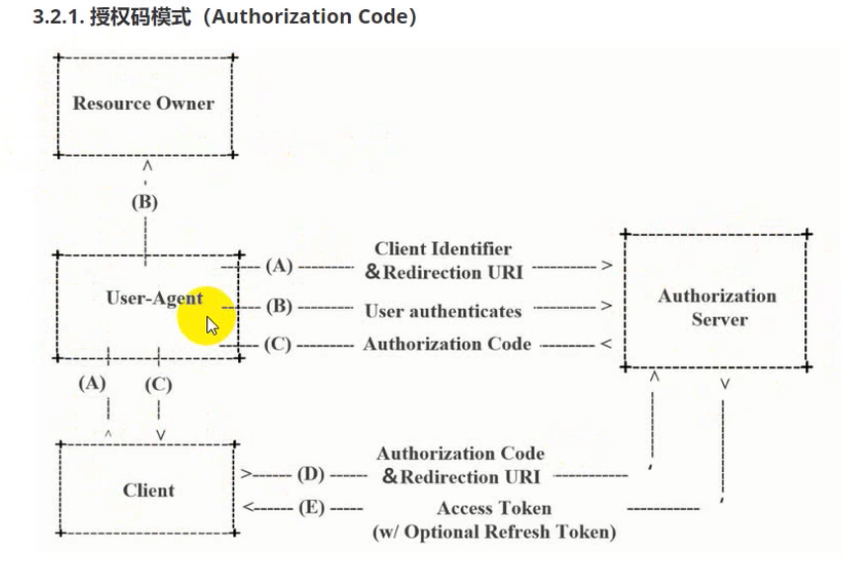 3.2.1. 授权码模式（Authorization Code）
Resource Owner
(B)
Client Identifier
(A)
&Redirection URI
User-Agent
(B)
User authenticates
Authorization
Server
(C)
Authorization Code
(A)
(C)
Authorization Code
(D)
&Redirection URI
Client
(E)
Access Token
(w/ Optional Refresh Token)